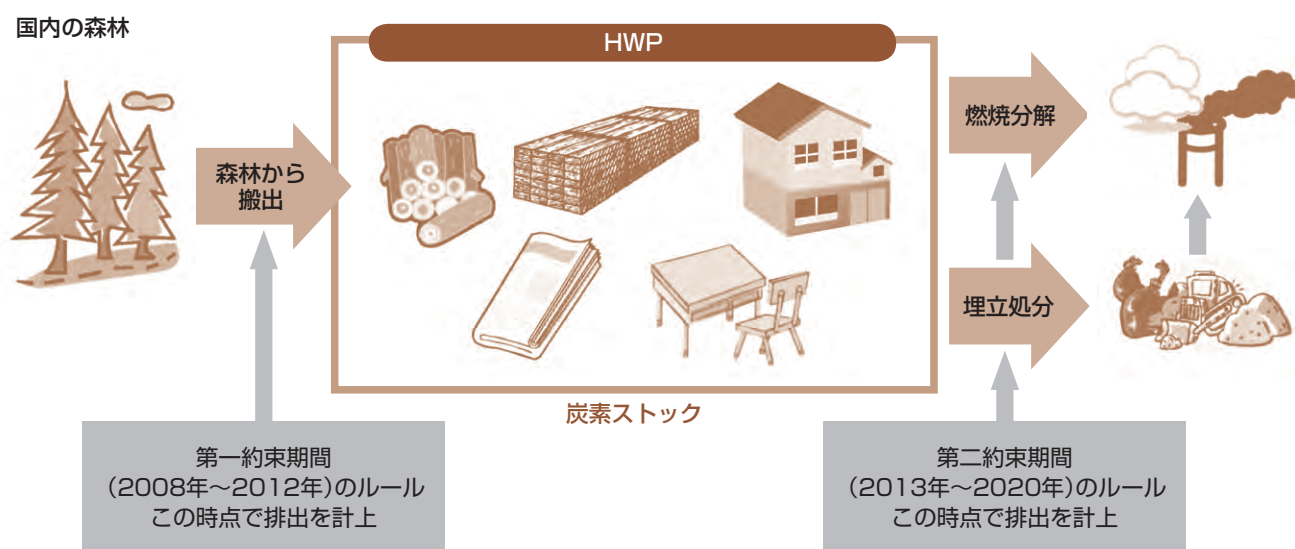 国内の森林
HWP
森林から
搬出
燃焼分解
埋立処分
炭素ストック
第一約束期間
(2008年～2012年)のルール
この時点で排出を計上
第二約束期間
(2013年～2020年)のルール
この時点で排出を計上